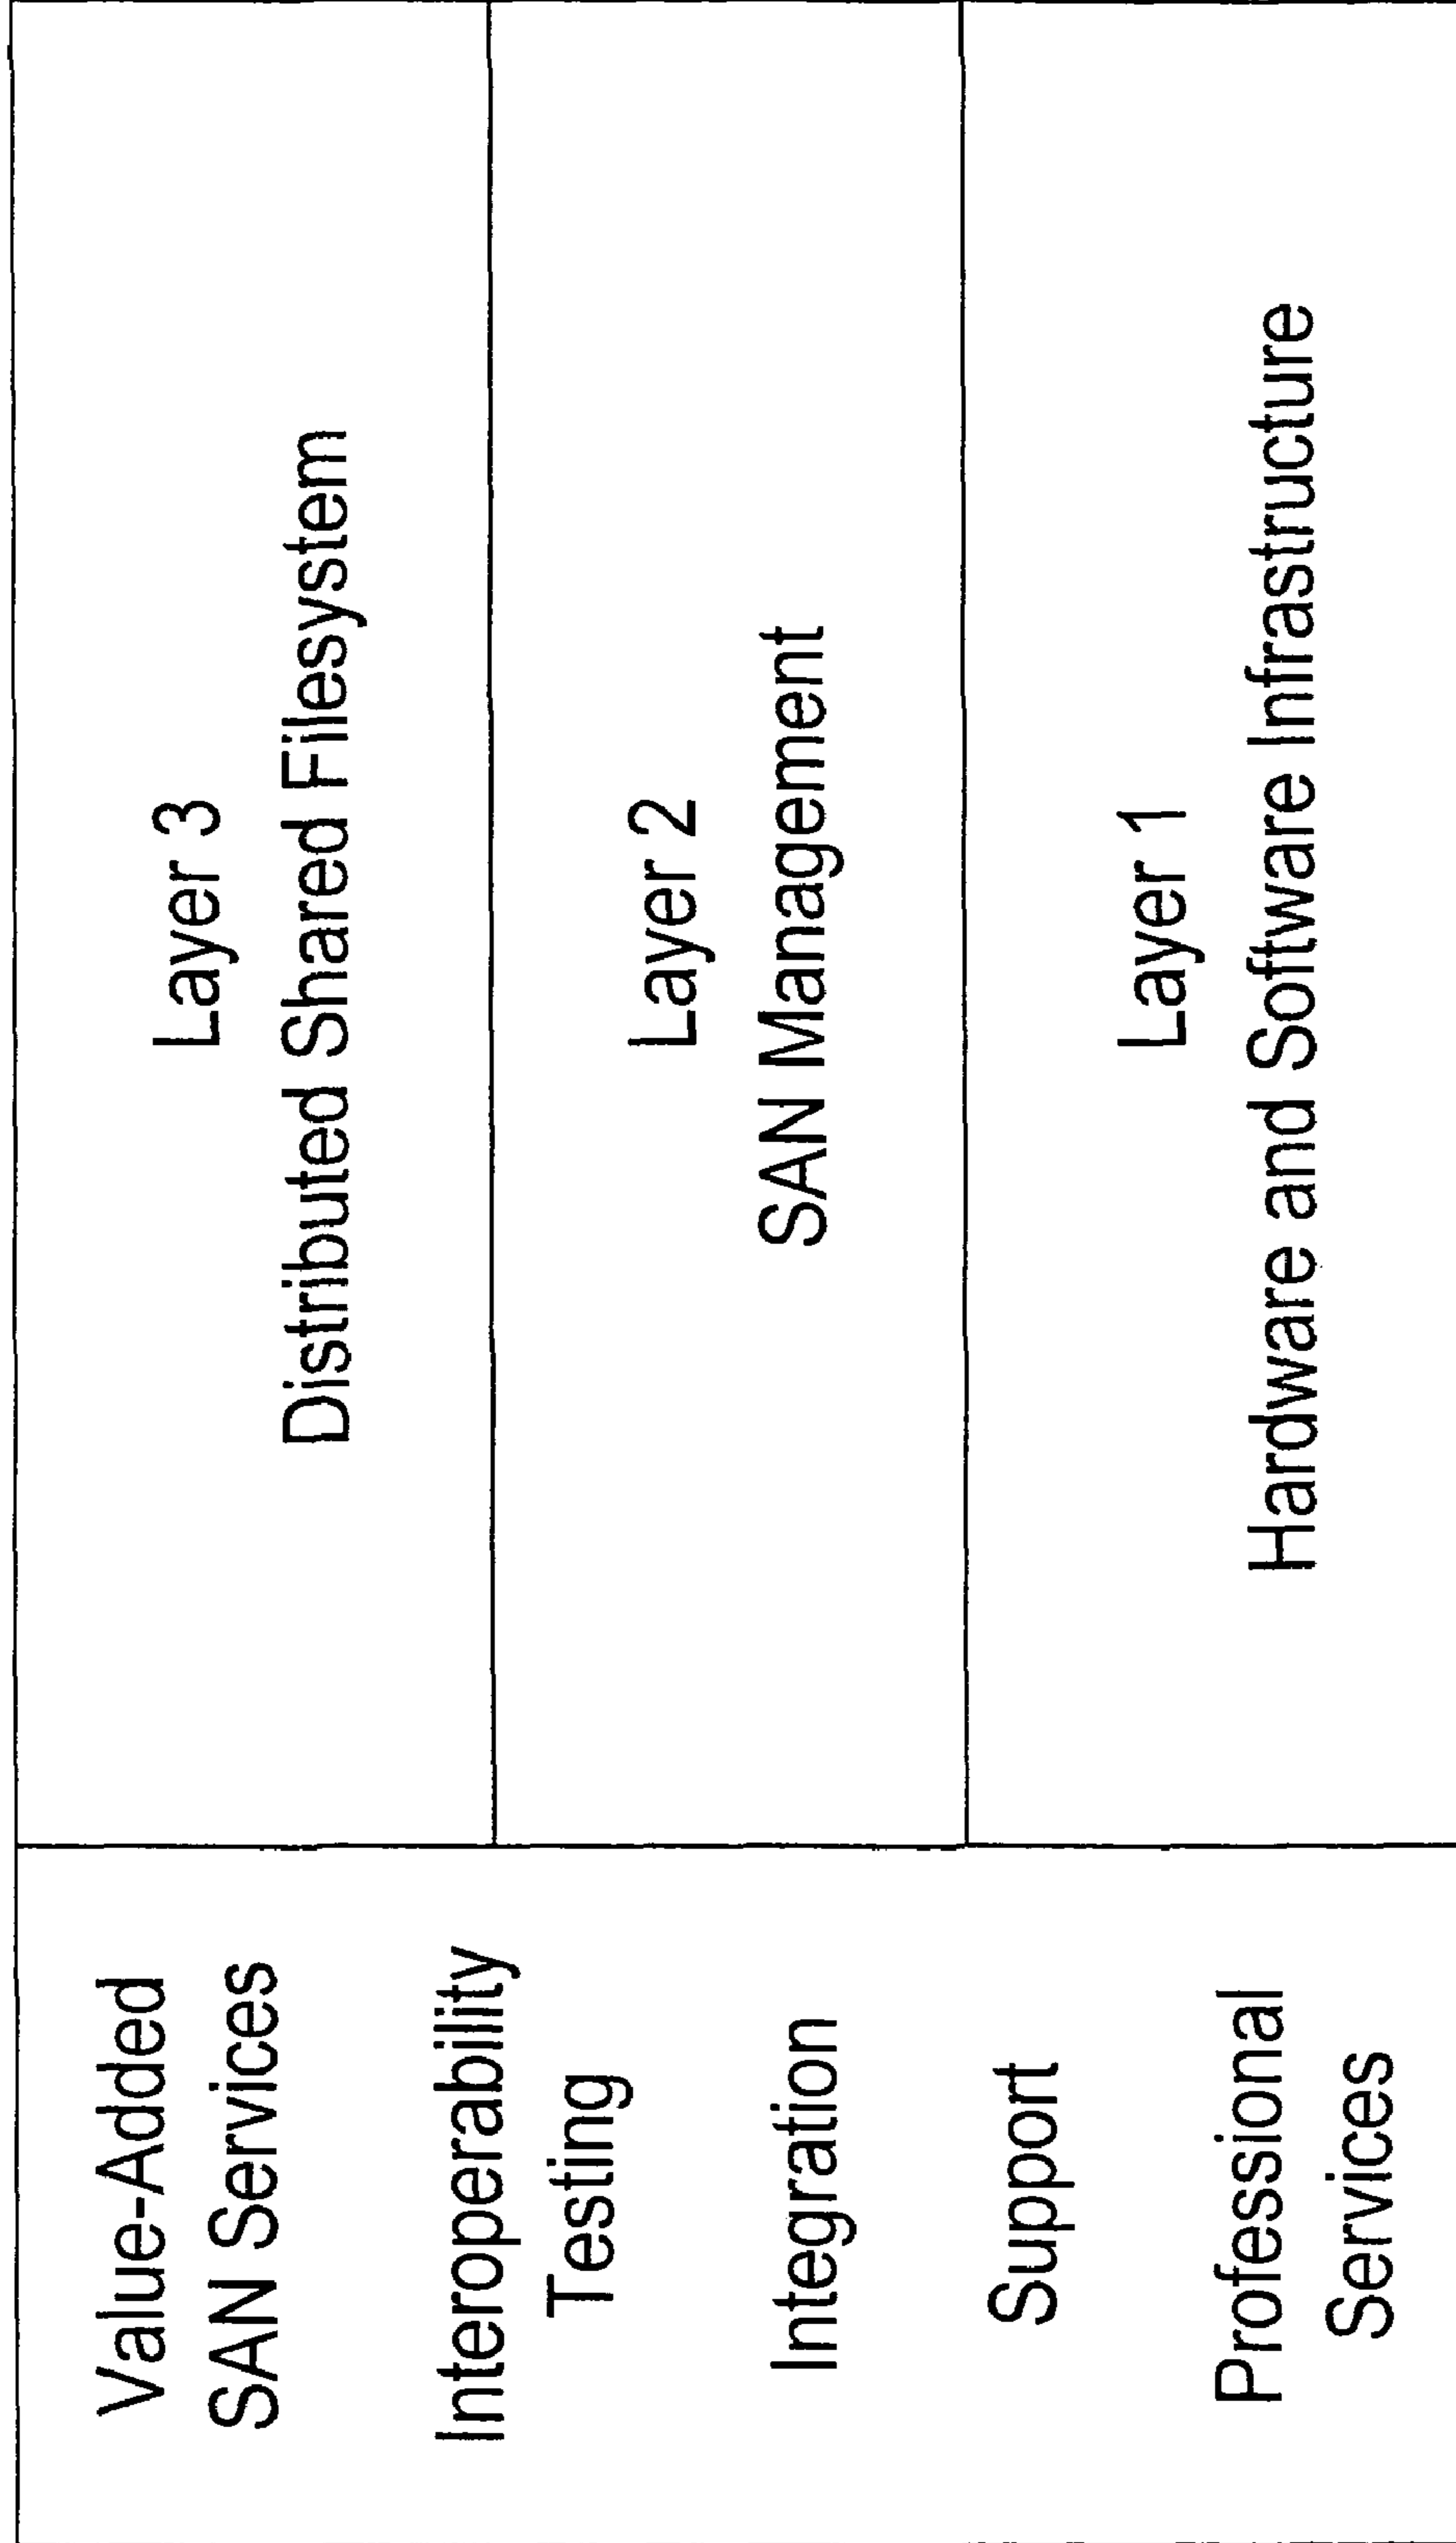 Value-Added
SAN Services
Interoperability
Testing
Integration
Support
Professional
Services
Layer 3
Distributed Shared Filesystem
Layer 2
SAN Management
Layer 1
Hardware and Software Infrastructure